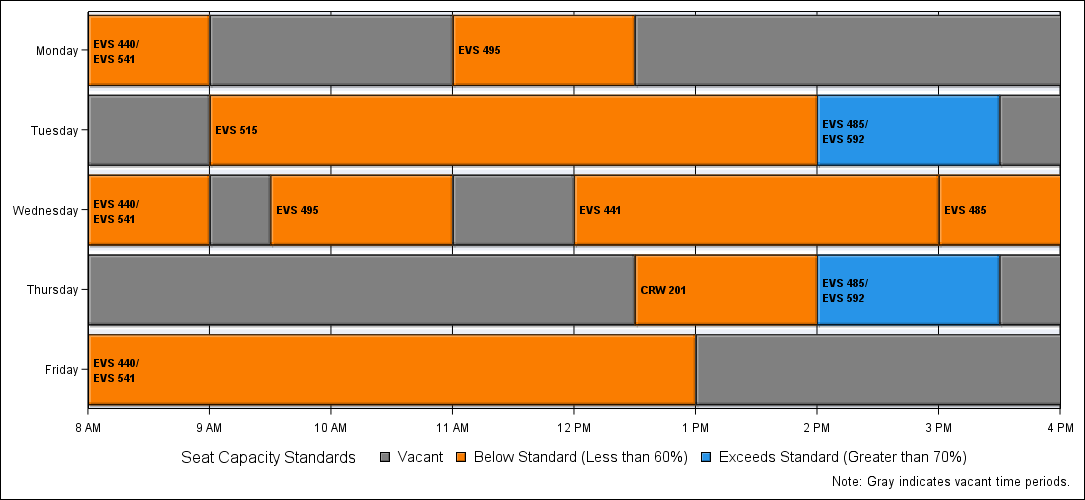 Monday
EVS 440/
EVS 541
EVS 495
Tuesday
EVS 515
EVS 485/
EVS 592
Wednesday
EVS 440/
EVS 541
EVS 495
EVS 441
EVS 485
Thursday
CRW 201
EVS 485/
EVS 592
Friday
EVS 440/
EVS 541
8 AM 9 AM 10 AM 11 AM 12 PM 1 PM 2 PM 3 PM 4 PM
Seat Capacity Standards Vacant Below Standard (Less than 60%) Exceeds Standard (Greater than 70%)
Note: Gray indicates vacant time periods.